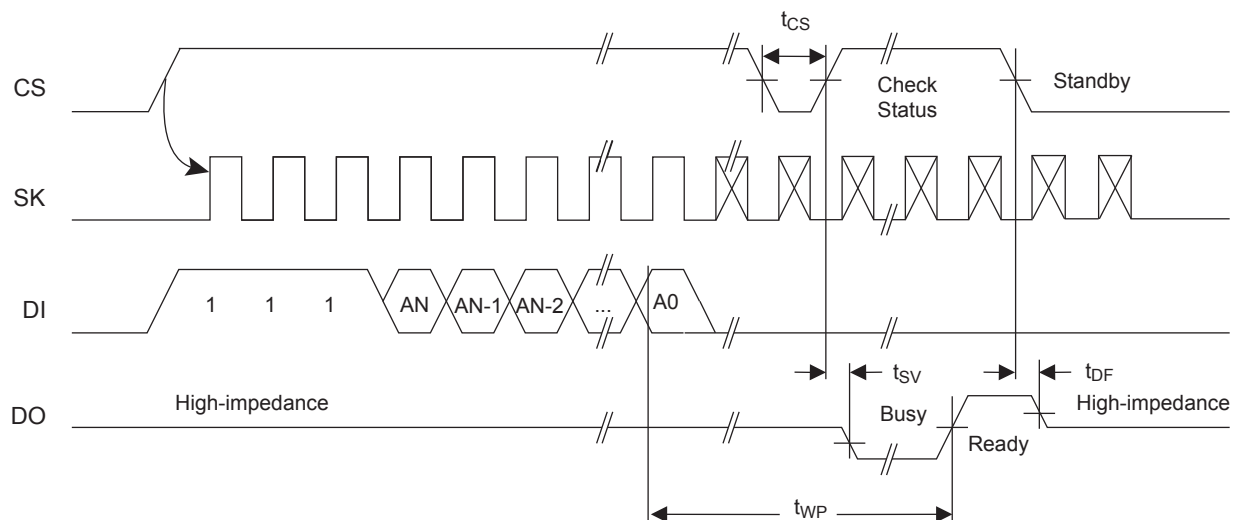 tCS
CS
Check
Status
Standby
SK
DI
1 1 1 AN AN-1 AN-2 ... A0
tSV
tDF
DO
High-impedance
Busy
Ready
High-impedance
tWP